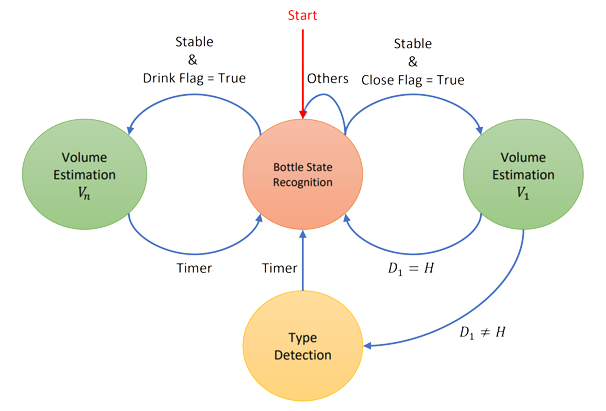 Start
Stable
&
Drink Flag = True
Others
Stable
&
Close Flag = True
Volume
Estimation
Vₙ
Bottle State
Recognition
Volume
Estimation
V₁
Timer
Timer
D₁ = H
D₁ ≠ H
Type
Detection